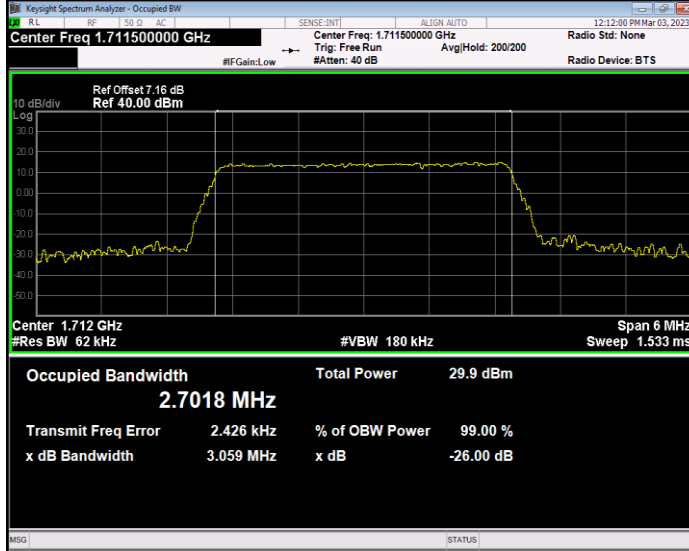 Keysight Spectrum Analyzer - Occupied BW
RL RF 50 Ω AC SENSE:INT ALIGN AUTO 12:12:00 PM Mar 03, 2023
Center Freq 1.711500000 GHz
Center Freq: 1.711500000 GHz
Radio Std: None
Trig: Free Run Avg|Hold: 200/200
#IFGain:Low #Atten: 40 dB Radio Device: BTS
Ref Offset 7.16 dB
10 dB/div Ref 40.00 dBm
Log
30.0
20.0
10.0
0.00
-10.0
-20.0
-30.0
-40.0
-50.0
Center 1.712 GHz Span 6 MHz
#Res BW 62 kHz #VBW 180 kHz Sweep 1.533 ms
Occupied Bandwidth Total Power 29.9 dBm
2.7018 MHz
Transmit Freq Error 2.426 kHz % of OBW Power 99.00 %
x dB Bandwidth 3.059 MHz x dB -26.00 dB
MSG STATUS